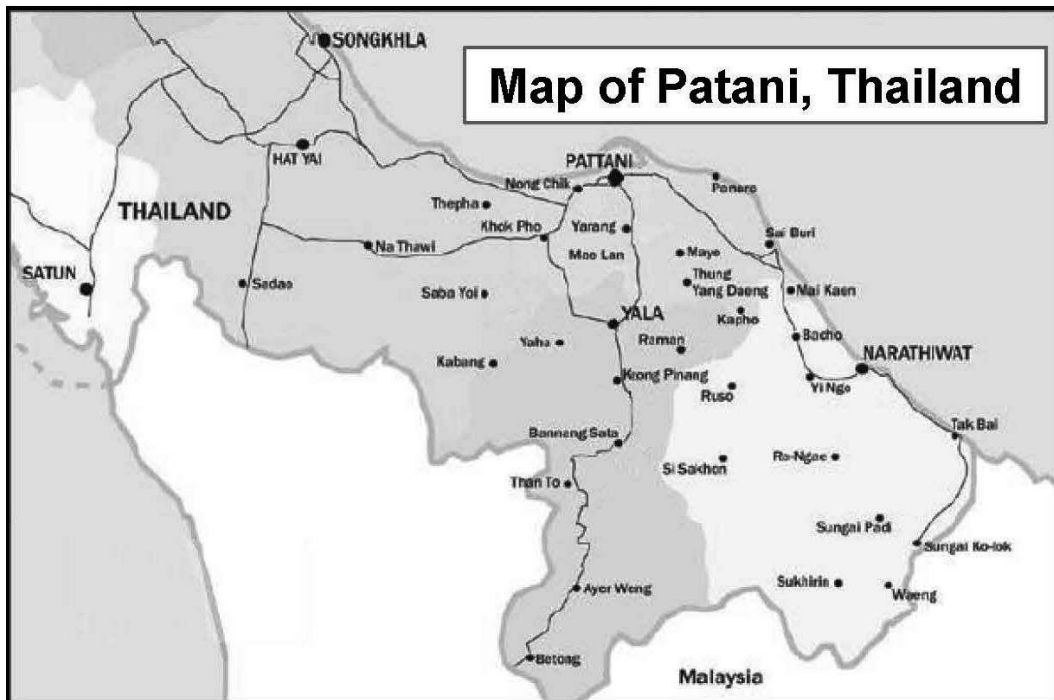 SONGKHLA
Map of Patani, Thailand
HAT YAI
PATTANI
Nong Chik
Panare
Thepha
THAILAND
Khok Pho
Yarang
Na Thawi
Mao Lan
Mayo
Sai Buri
SATUN
Sadao
Saba Yoi
Thung
Yang Daeng
Mai Kaen
YALA
Kapho
Bacho
Yaha
Raman
Kabang
Krong Pinang
NARATHIWAT
Ruso
Yi Ngo
Bannang Sata
Tak Bai
Si Sakhon
Ra-Ngae
Than To
Sungai Padi
Sungai Ko-lok
Sukhirin
Waeng
Ayer Weng
Betong
Malaysia